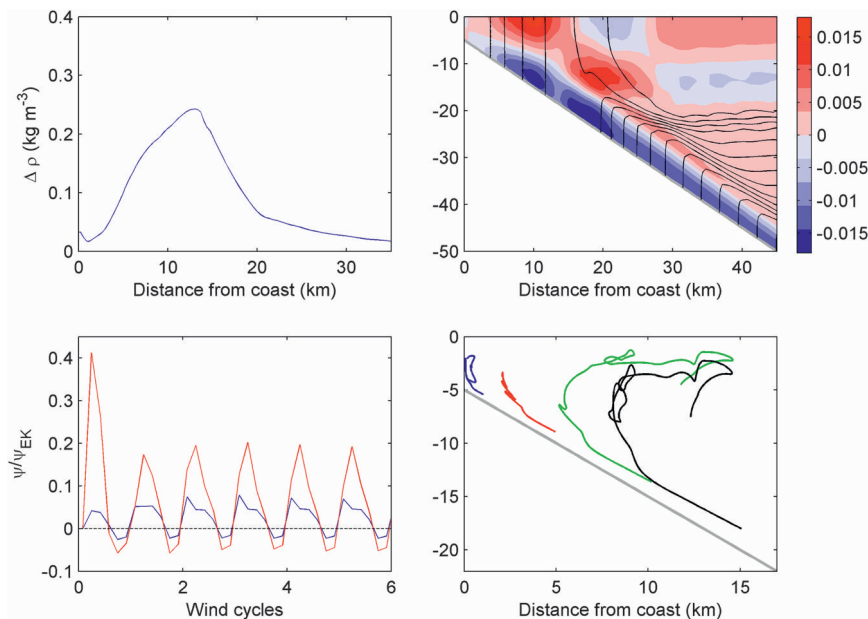 0.4
0.3
0.2
0.1
0
Δ ρ (kg m⁻³)
0 10 20 30
Distance from coast (km)
0
-10
-20
-30
-40
-50
0 10 20 30 40
Distance from coast (km)
0.015
0.01
0.005
0
-0.005
-0.01
-0.015
0.4
0.3
0.2
0.1
0
-0.1
ψ/ψEK
0 2 4 6
Wind cycles
0
-5
-10
-15
-20
0 5 10 15
Distance from coast (km)